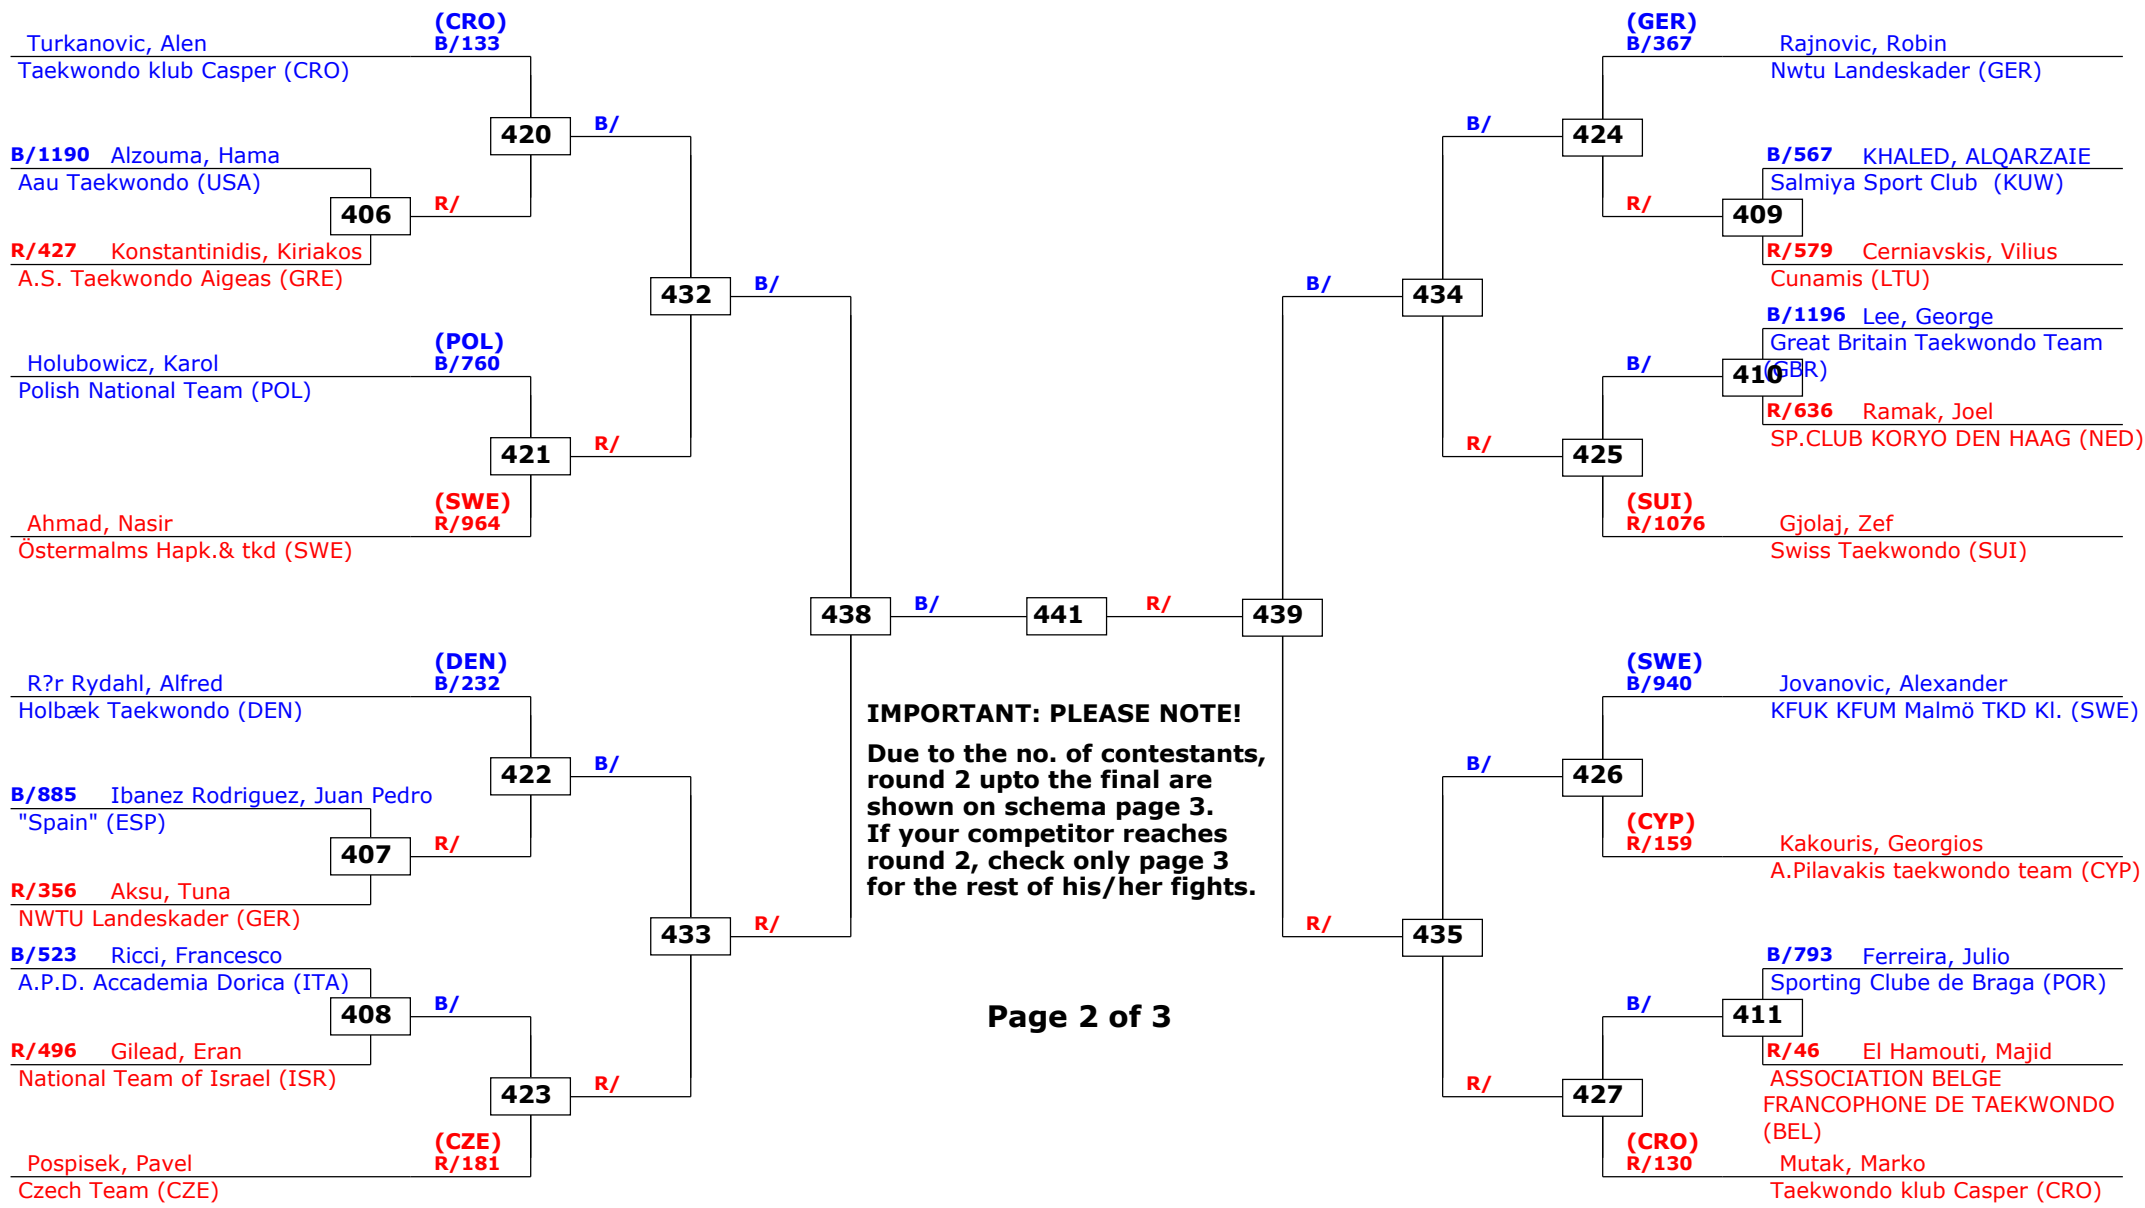 (CRO)
Turkanovic, Alen B/133
Taekwondo klub Casper (CRO)
420 B/
B/1190 Alzouma, Hama
Aau Taekwondo (USA)
406 R/
R/427 Konstantinidis, Kiriakos
A.S. Taekwondo Aigeas (GRE)
432 B/
(POL)
Holubowicz, Karol B/760
Polish National Team (POL)
421 R/
(SWE)
Ahmad, Nasir R/964
Östermalms Hapk.& tkd (SWE)
438 B/ 441 R/ 439
(DEN)
R?r Rydahl, Alfred B/232
Holbæk Taekwondo (DEN)
422 B/
B/885 Ibanez Rodriguez, Juan Pedro
"Spain" (ESP)
407 R/
R/356 Aksu, Tuna
NWTU Landeskader (GER)
433 R/
B/523 Ricci, Francesco
A.P.D. Accademia Dorica (ITA)
408 B/
R/496 Gilead, Eran
National Team of Israel (ISR)
423 R/
(CZE)
Pospisek, Pavel R/181
Czech Team (CZE)
IMPORTANT: PLEASE NOTE!
Due to the no. of contestants,
round 2 upto the final are
shown on schema page 3.
If your competitor reaches
round 2, check only page 3
for the rest of his/her fights.
Page 2 of 3
(GER)
B/367 Rajnovic, Robin
Nwtu Landeskader (GER)
B/ 424
B/567 KHALED, ALQARZAIE
Salmiya Sport Club (KUW)
R/ 409
R/579 Cerniavskis, Vilius
Cunamis (LTU)
B/ 434
B/1196 Lee, George
Great Britain Taekwondo Team
(GBR)
B/ 410
R/636 Ramak, Joel
SP.CLUB KORYO DEN HAAG (NED)
R/ 425
(SUI)
R/1076 Gjolaj, Zef
Swiss Taekwondo (SUI)
(SWE)
B/940 Jovanovic, Alexander
KFUK KFUM Malmö TKD Kl. (SWE)
B/ 426
(CYP)
R/159 Kakouris, Georgios
A.Pilavakis taekwondo team (CYP)
R/ 435
B/793 Ferreira, Julio
Sporting Clube de Braga (POR)
B/ 411
R/46 El Hamouti, Majid
ASSOCIATION BELGE
FRANCOPHONE DE TAEKWONDO
(BEL)
R/ 427
(CRO)
R/130 Mutak, Marko
Taekwondo klub Casper (CRO)